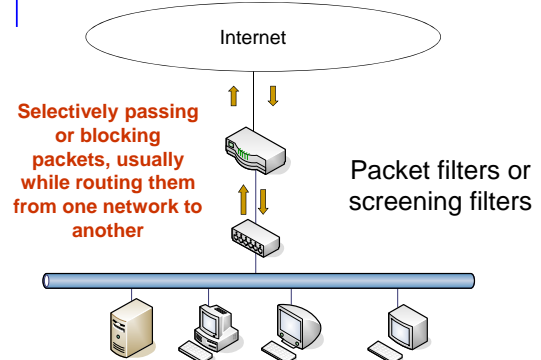 Internet
Selectively passing
or blocking
packets, usually
while routing them
from one network to
another
Packet filters or
screening filters